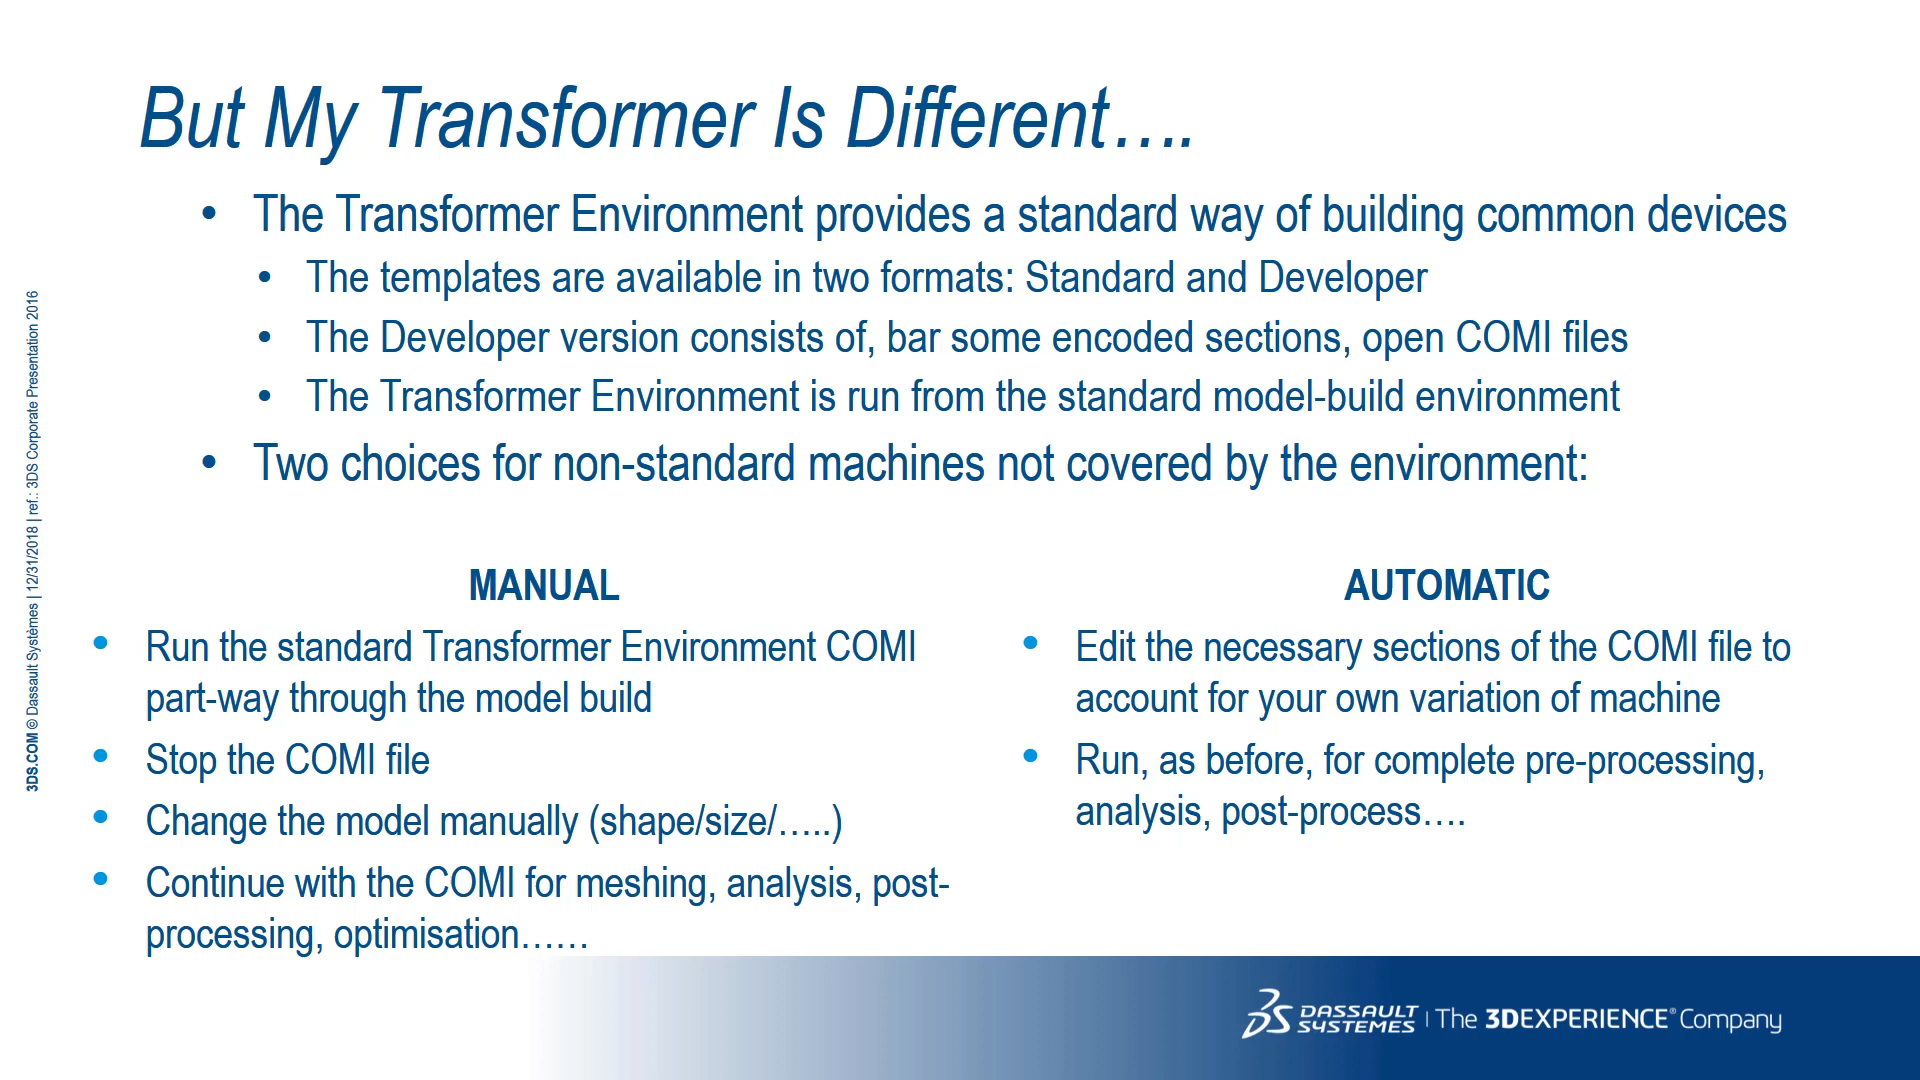 But My Transformer Is Different….
• The Transformer Environment provides a standard way of building common devices
• The templates are available in two formats: Standard and Developer
• The Developer version consists of, bar some encoded sections, open COMI files
• The Transformer Environment is run from the standard model-build environment
• Two choices for non-standard machines not covered by the environment:
MANUAL
• Run the standard Transformer Environment COMI
part-way through the model build
• Stop the COMI file
• Change the model manually (shape/size/…..)
• Continue with the COMI for meshing, analysis, post-
processing, optimisation……
AUTOMATIC
• Edit the necessary sections of the COMI file to
account for your own variation of machine
• Run, as before, for complete pre-processing,
analysis, post-process….
3DS.COM © Dassault Systèmes | 12/31/2018 | ref.: 3DS Corporate Presentation 2016
3DS DASSAULT
SYSTEMES | The 3DEXPERIENCE® Company